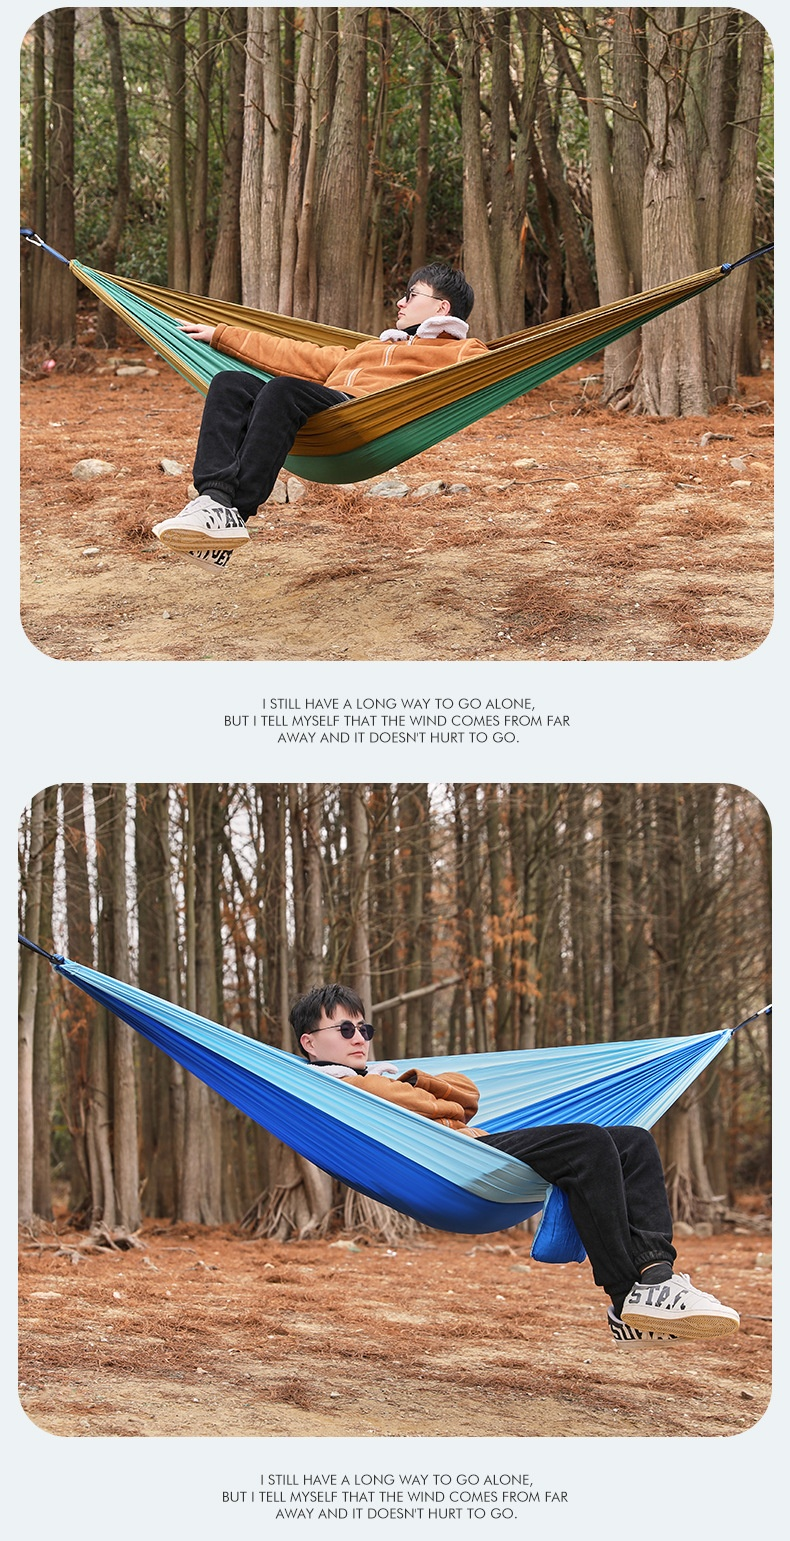 STAR
I STILL HAVE A LONG WAY TO GO ALONE,
BUT I TELL MYSELF THAT THE WIND COMES FROM FAR
AWAY AND IT DOESN'T HURT TO GO.
STAR
I STILL HAVE A LONG WAY TO GO ALONE,
BUT I TELL MYSELF THAT THE WIND COMES FROM FAR
AWAY AND IT DOESN'T HURT TO GO.